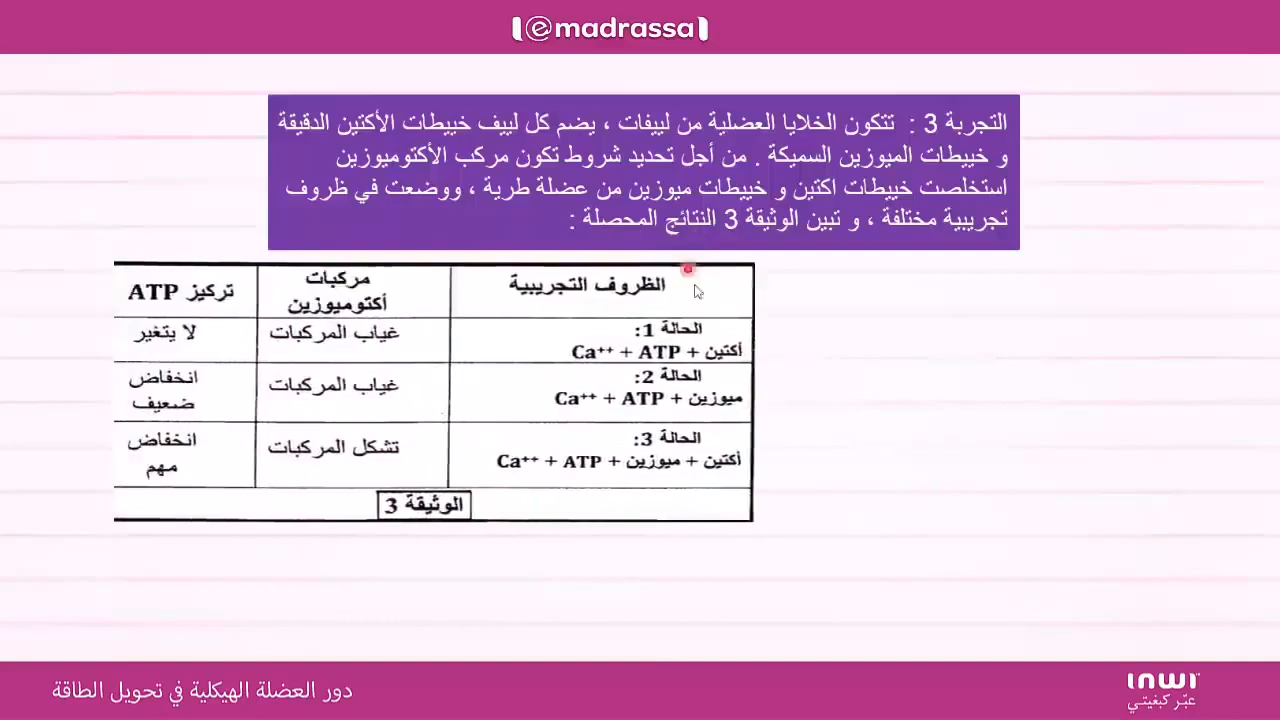 emadrassa
التجربة 3 : تتكون الخلايا العضلية من لييفات ، يضم كل لييف خييطات الأكتين الدقيقة
و خييطات الميوزين السميكة . من أجل تحديد شروط تكون مركب الأكتوميوزين
استخلصت خييطات اكتين و خييطات ميوزين من عضلة طرية ، ووضعت في ظروف
تجريبية مختلفة ، و تبين الوثيقة 3 النتائج المحصلة :
الظروف التجريبية
مركبات
أكتوميوزين
تركيز ATP
الحالة 1:
أكتين + Ca⁺⁺ + ATP
غياب المركبات
لا يتغير
الحالة 2:
ميوزين + Ca⁺⁺ + ATP
غياب المركبات
انخفاض
ضعيف
الحالة 3:
أكتين + ميوزين + Ca⁺⁺ + ATP
تشكل المركبات
انخفاض
مهم
الوثيقة 3
دور العضلة الهيكلية في تحويل الطاقة
inwi
عبّر كبغيتي